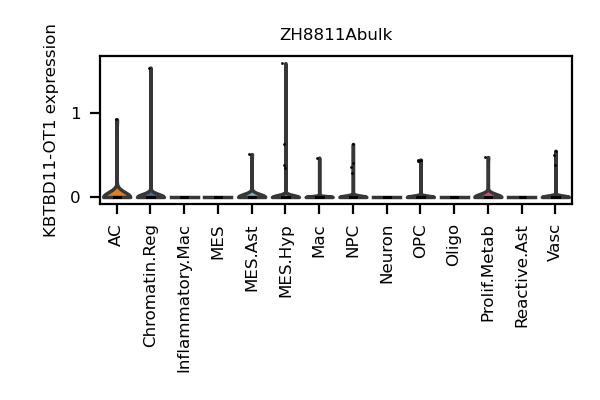 ZH8811Abulk
KBTBD11-OT1 expression
1
0
AC
Chromatin.Reg
Inflammatory.Mac
MES
MES.Ast
MES.Hyp
Mac
NPC
Neuron
OPC
Oligo
Prolif.Metab
Reactive.Ast
Vasc